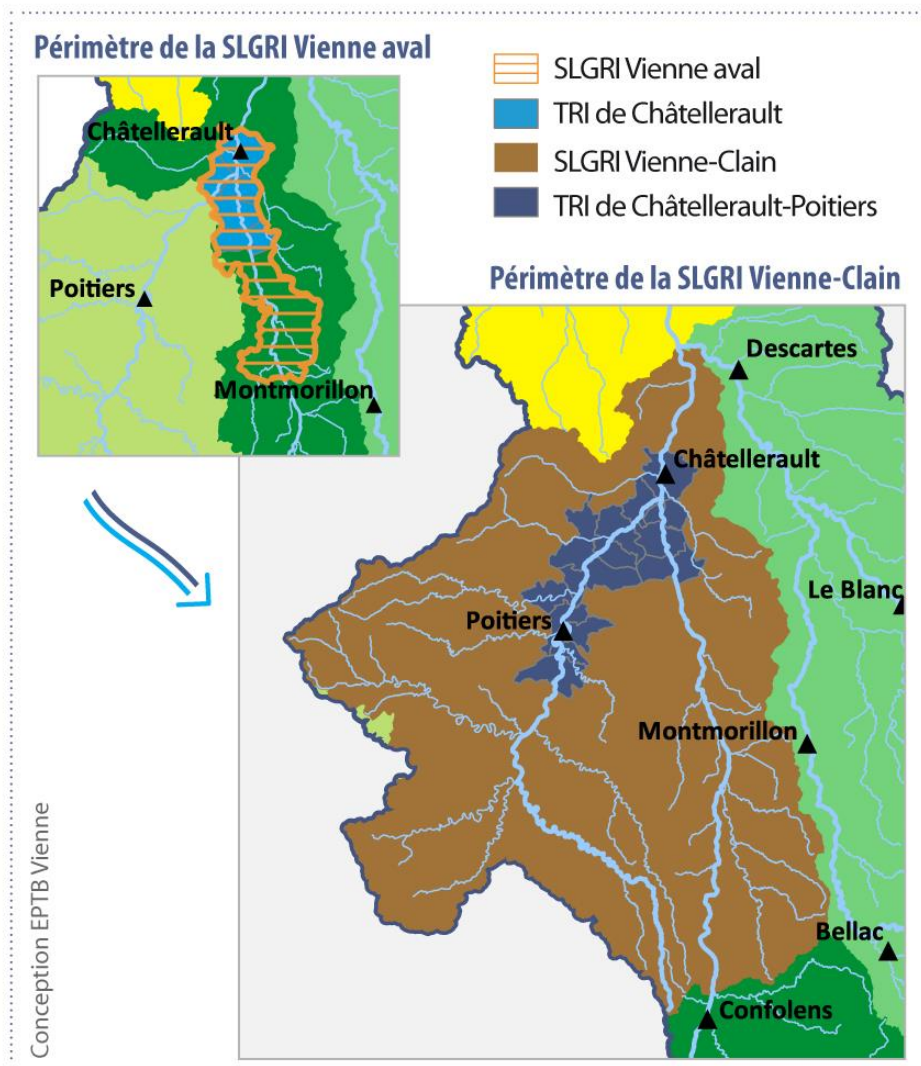 Périmètre de la SLGRI Vienne aval
SLGRI Vienne aval
TRI de Châtellerault
SLGRI Vienne-Clain
TRI de Châtellerault-Poitiers
Châtellerault
Poitiers
Montmorillon
Périmètre de la SLGRI Vienne-Clain
Descartes
Châtellerault
Le Blanc
Poitiers
Montmorillon
Bellac
Confolens
Conception EPTB Vienne